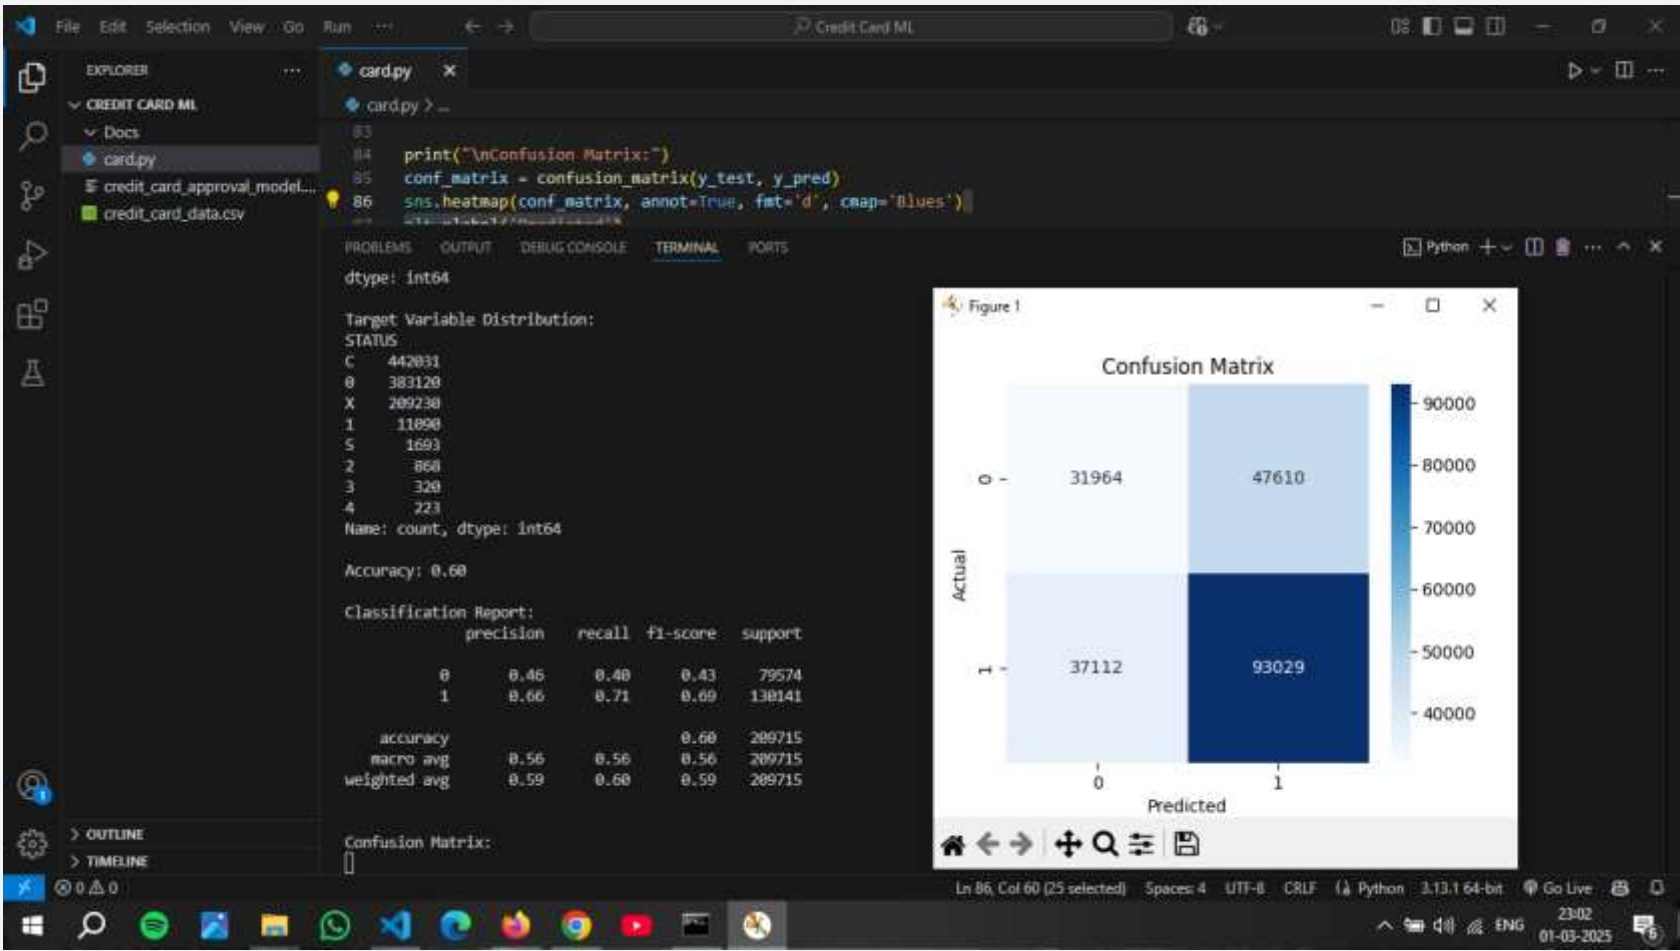 File Edit Selection View Go Run ··· Credit Card ML
EXPLORER ···
CREDIT CARD ML
Docs
card.py
credit_card_approval_model....
credit_card_data.csv
OUTLINE
TIMELINE
card.py
card.py > ...
83
84 print("\nConfusion Matrix:")
85 conf_matrix = confusion_matrix(y_test, y_pred)
86 sns.heatmap(conf_matrix, annot=True, fmt='d', cmap='Blues')
PROBLEMS OUTPUT DEBUG CONSOLE TERMINAL PORTS
Python
dtype: int64
Target Variable Distribution:
STATUS
C 442031
0 383120
X 209230
1 11090
5 1693
2 868
3 320
4 223
Name: count, dtype: int64
Accuracy: 0.60
Classification Report:
precision recall f1-score support
0 0.46 0.40 0.43 79574
1 0.66 0.71 0.69 130141
accuracy 0.60 209715
macro avg 0.56 0.56 0.56 209715
weighted avg 0.59 0.60 0.59 209715
Confusion Matrix:
Figure 1
Confusion Matrix
31964 47610
37112 93029
0
1
Actual
0 1
Predicted
90000
80000
70000
60000
50000
40000
0 0
Ln 86, Col 60 (25 selected) Spaces: 4 UTF-8 CRLF Python 3.13.1 64-bit Go Live
ENG
23:02
01-03-2025
6